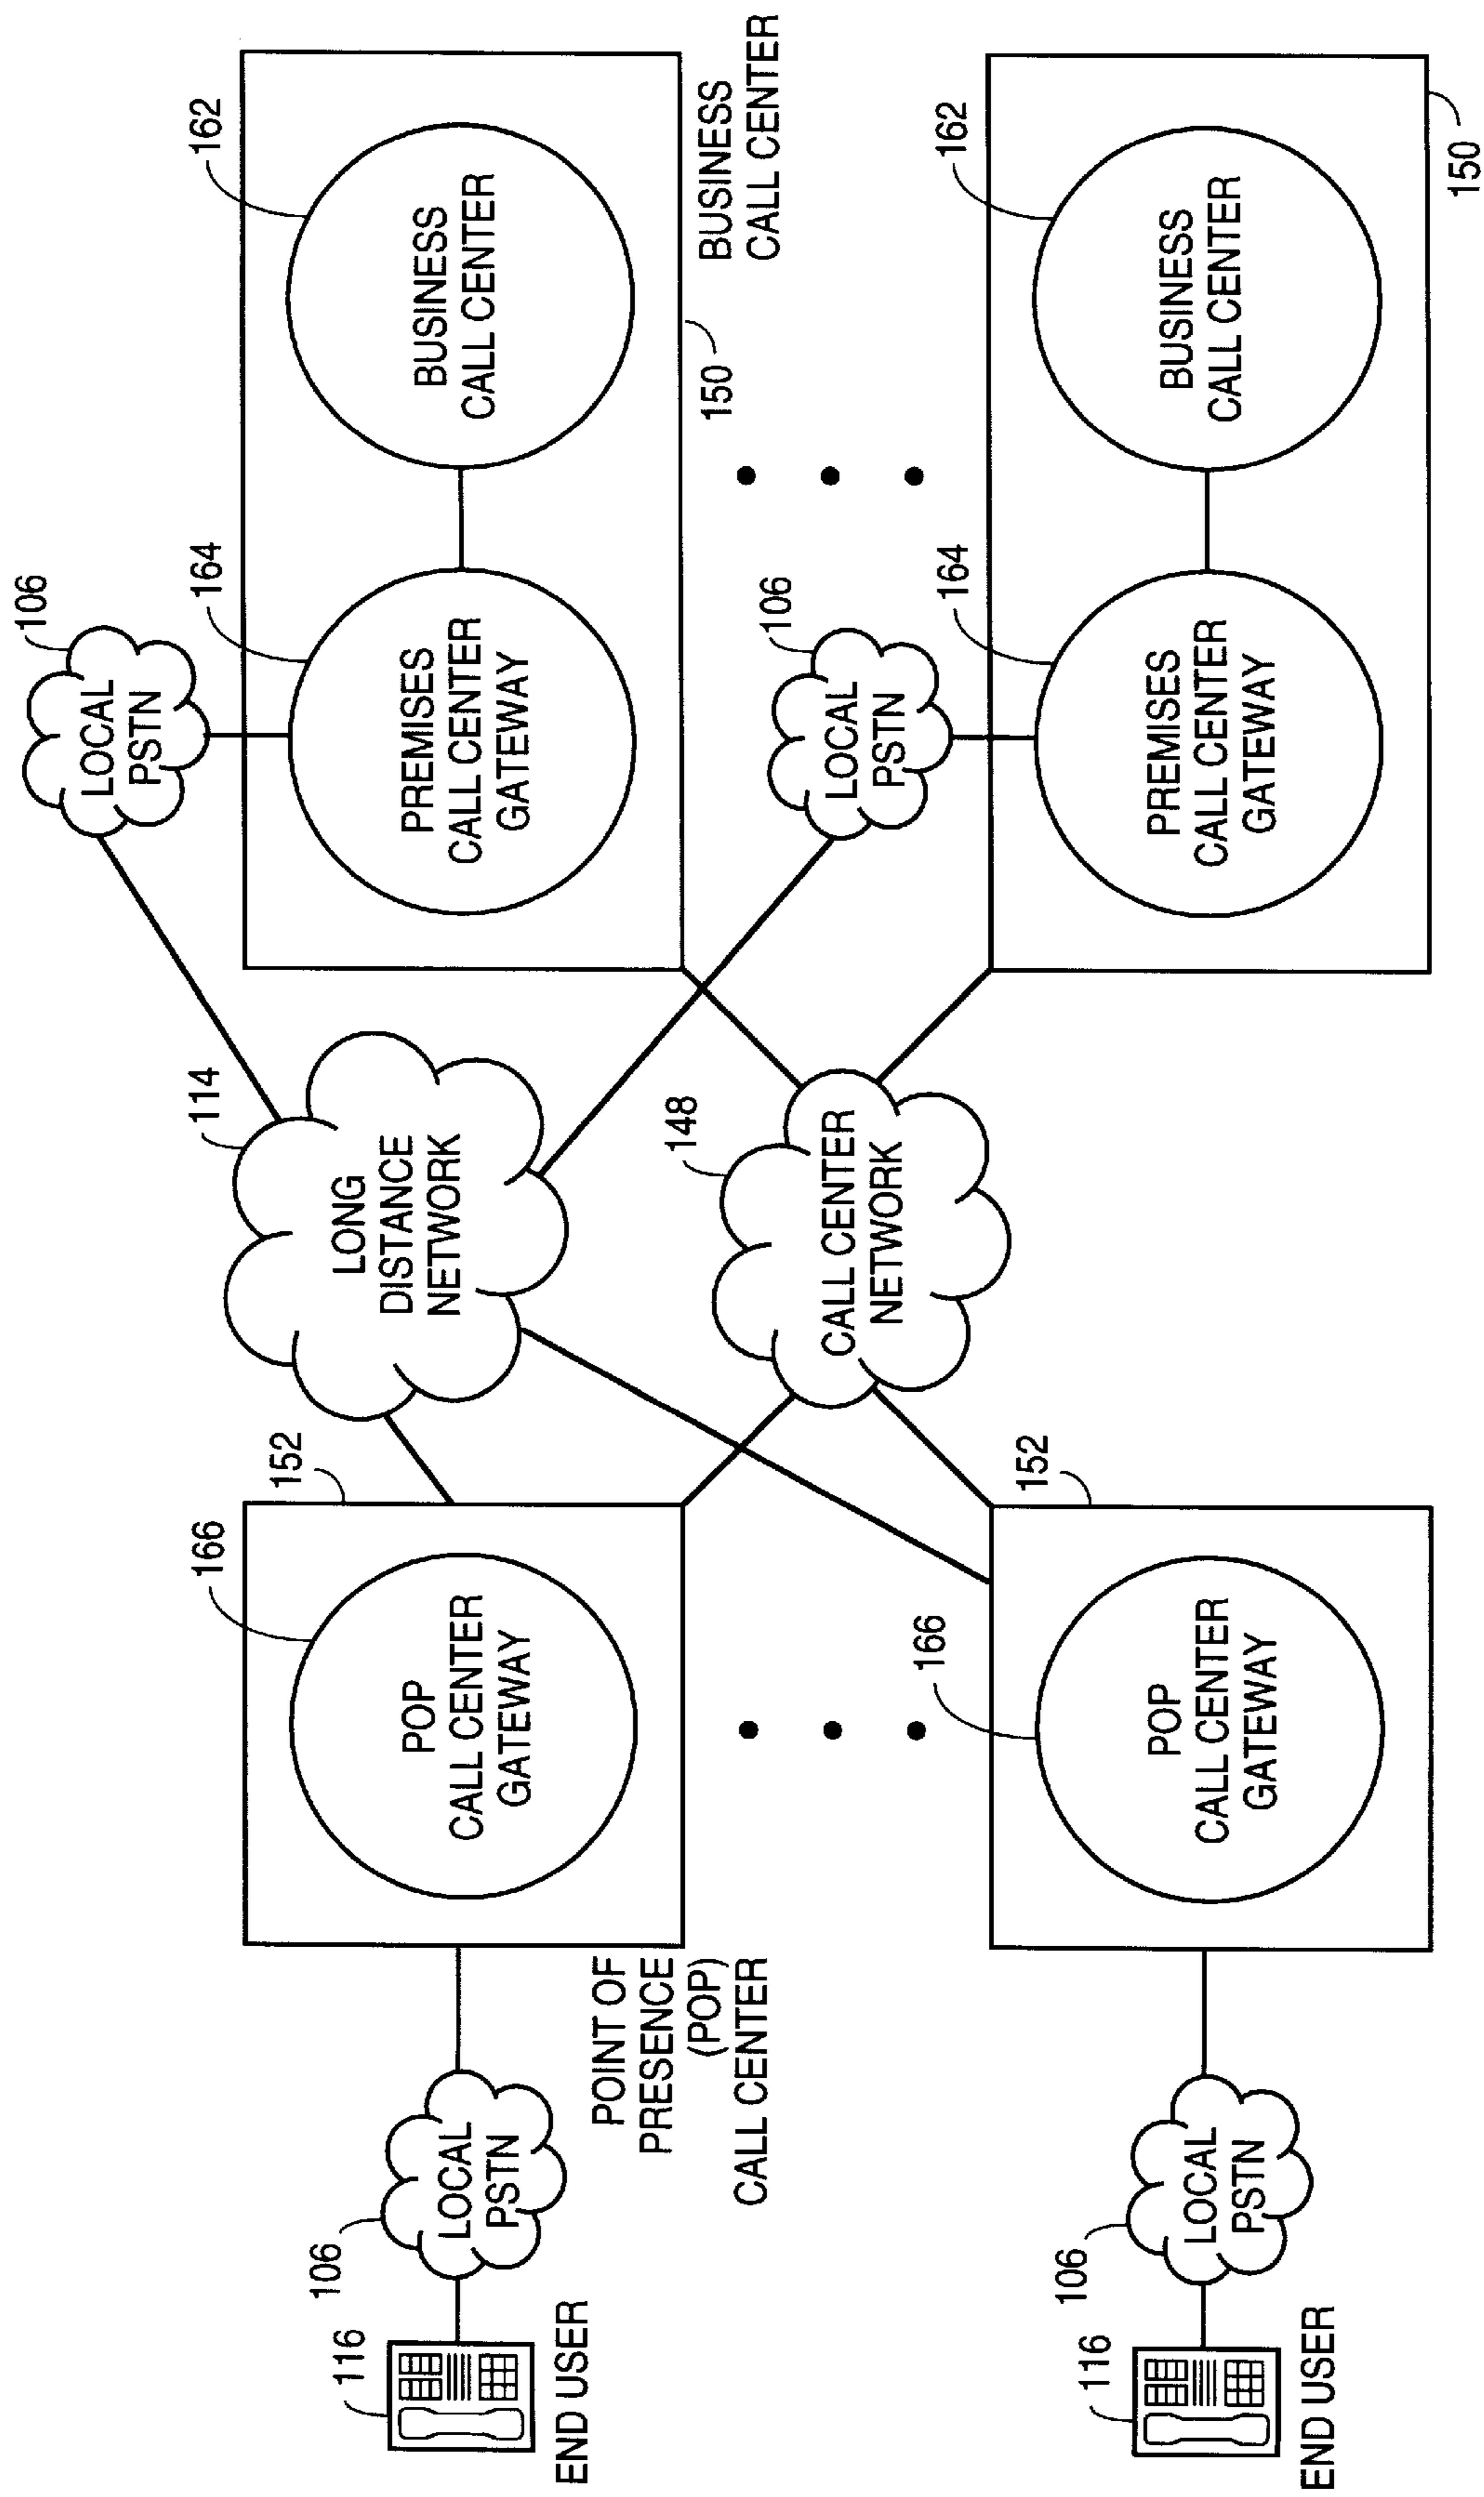 116
END USER
106
LOCAL
PSTN
POINT OF
PRESENCE
(POP)
CALL CENTER
166
152
POP
CALL CENTER
GATEWAY
114
LONG
DISTANCE
NETWORK
106
LOCAL
PSTN
164
PREMISES
CALL CENTER
GATEWAY
162
BUSINESS
CALL CENTER
150
BUSINESS
CALL CENTER
148
CALL CENTER
NETWORK
116
END USER
106
LOCAL
PSTN
166
152
POP
CALL CENTER
GATEWAY
106
LOCAL
PSTN
164
PREMISES
CALL CENTER
GATEWAY
162
BUSINESS
CALL CENTER
150